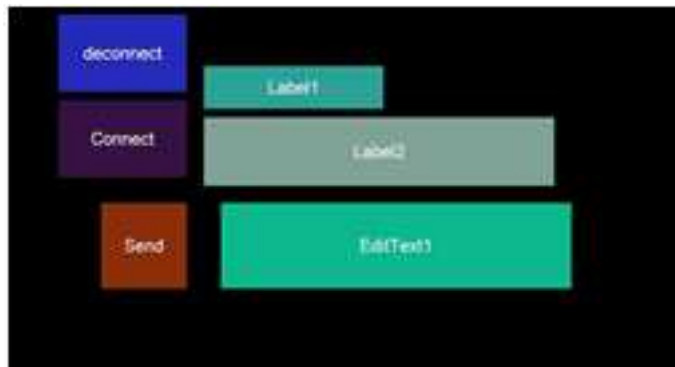 deconnect
Label1
Connect
Label2
Send
EditText1